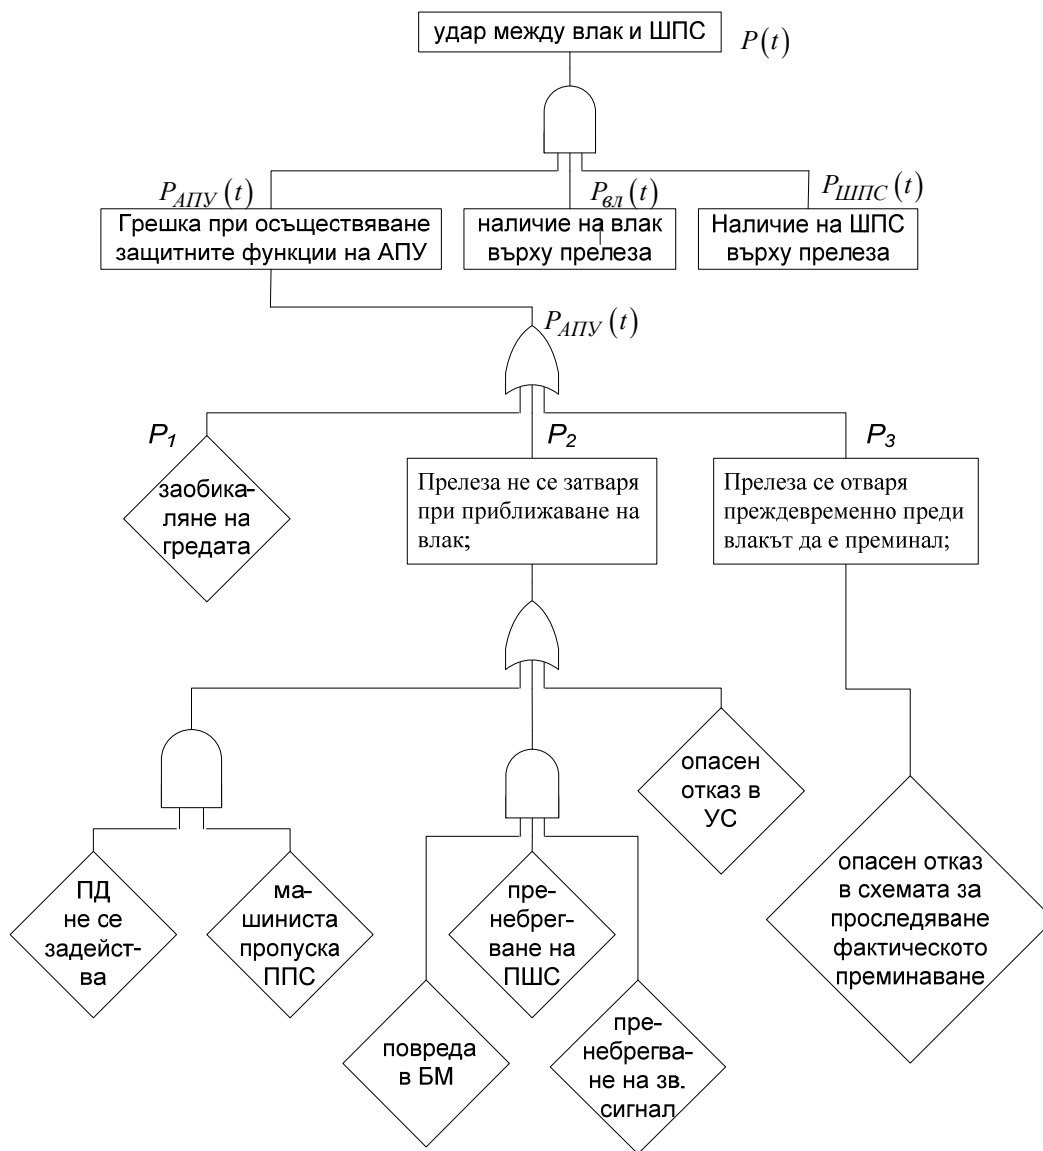 удар между влак и ШПС
P(t)
P_АПУ(t)
P_вл(t)
P_ШПС(t)
Грешка при осъществяване
защитните функции на АПУ
наличие на влак
върху прелеза
Наличие на ШПС
върху прелеза
P_АПУ(t)
P₁
P₂
P₃
заобика-
ляне на
гредата
Прелеза не се затваря
при приближаване на
влак;
Прелеза се отваря
преждевременно преди
влакът да е преминал;
опасен
отказ в
УС
ПД
не се
задейст-
ва
ма-
шиниста
пропуска
ППС
пре-
небрег-
ване на
ПШС
опасен отказ
в схемата за
проследяване
фактическото
преминаване
повреда
в БМ
пре-
небрегва-
не на зв.
сигнал